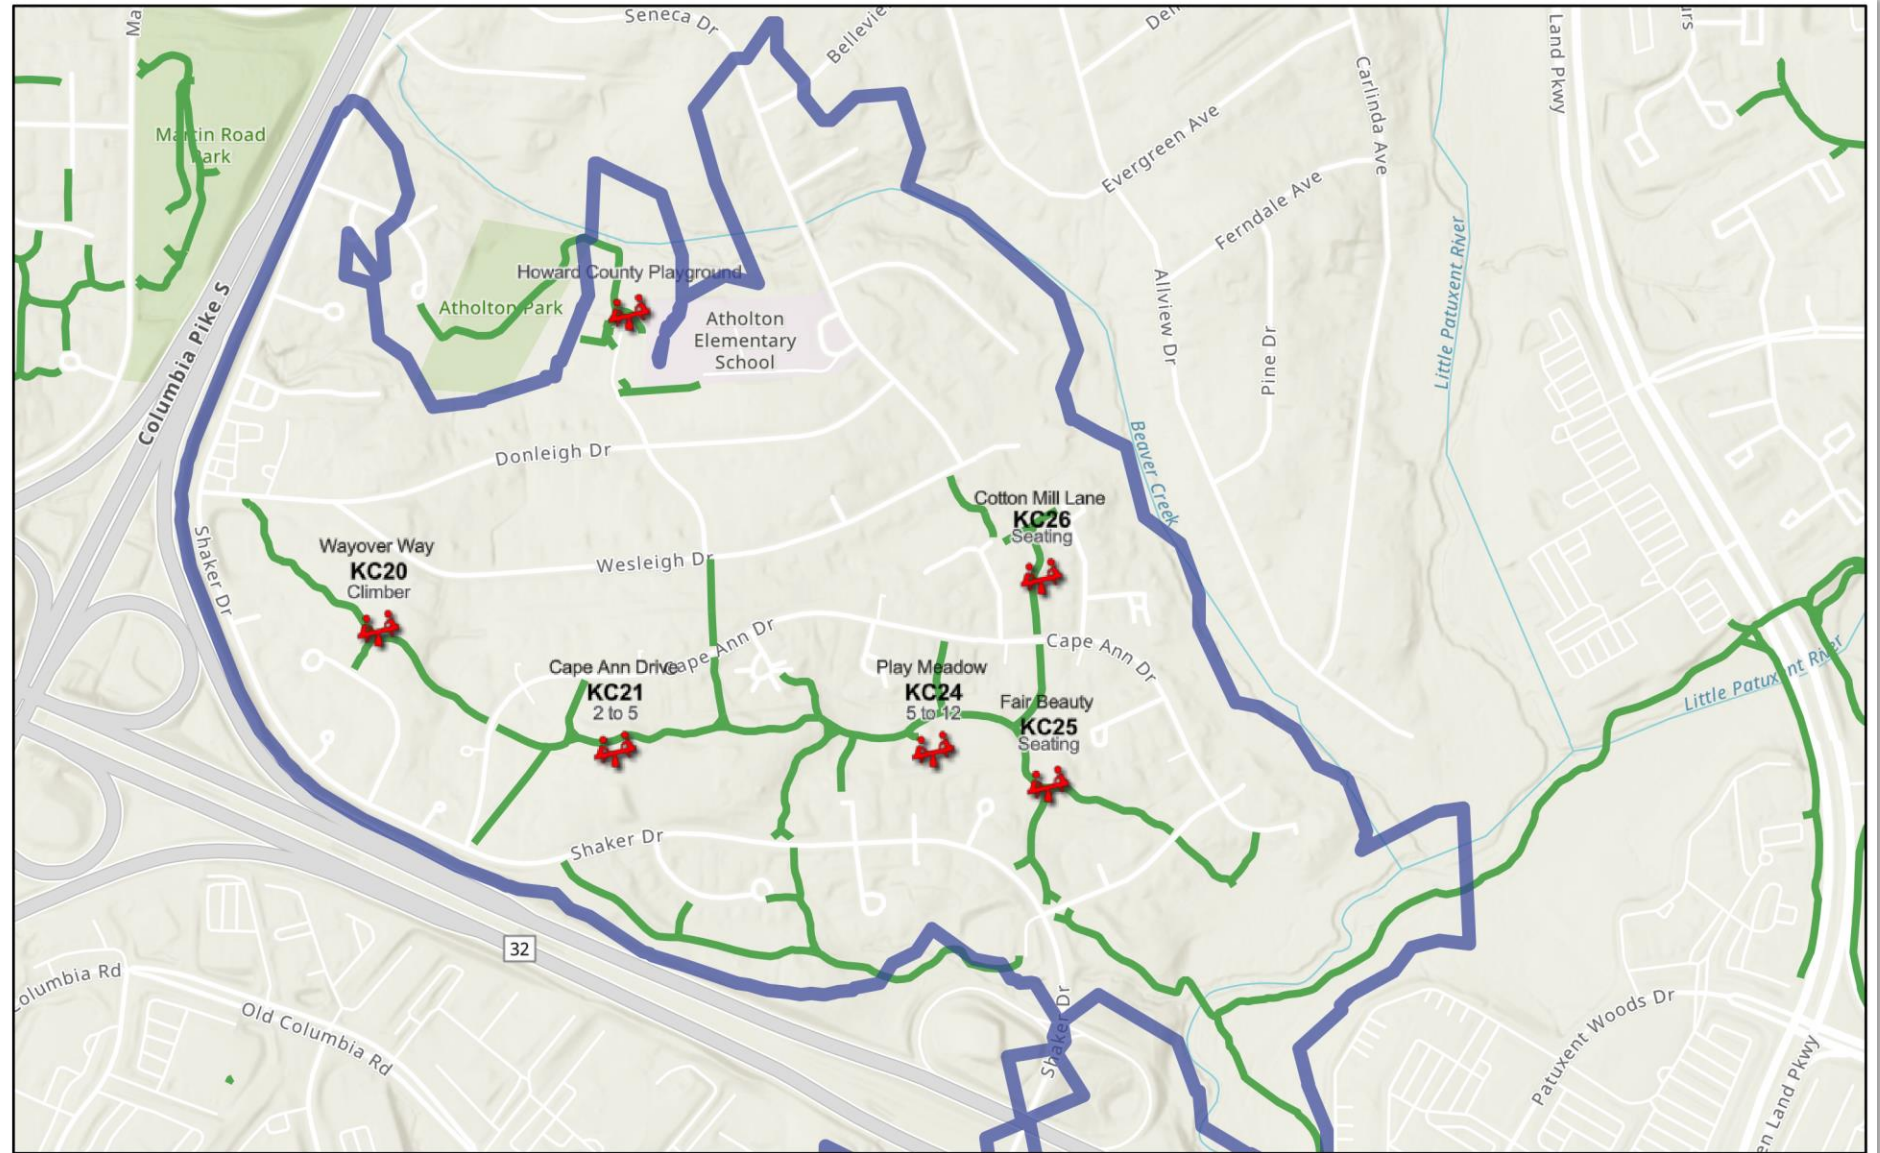 Ma
Seneca Dr
Bellevie
Den
Land Pkwy
urs
Martin Road
Park
Carlinda Ave
Evergreen Ave
Ferndale Ave
Little Patuxent River
Howard County Playground
Atholton Park
Atholton
Elementary
School
Allview Dr
Pine Dr
Columbia Pike S
Donleigh Dr
Beaver Creek
Cotton Mill Lane
KC26
Seating
Wayover Way
KC20
Climber
Shaker Dr
Wesleigh Dr
Cape Ann Dr
Cape Ann Dr
Cape Ann Drive
KC21
2 to 5
Play Meadow
KC24
5 to 12
Fair Beauty
KC25
Seating
Little Patuxent River
Shaker Dr
32
Columbia Rd
Old Columbia Rd
Shaker Dr
Patuxent Woods Dr
en Land Pkwy